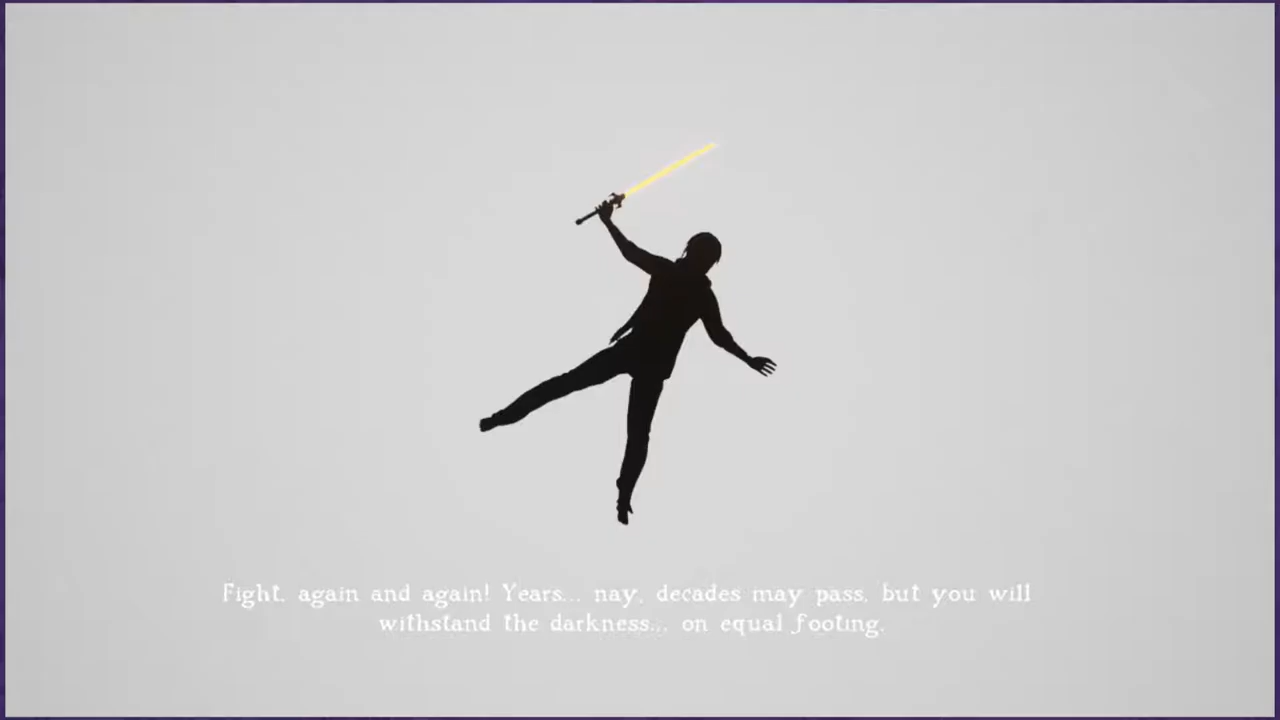 Fight, again and again! Years... nay, decades may pass, but you will
withstand the darkness... on equal footing.